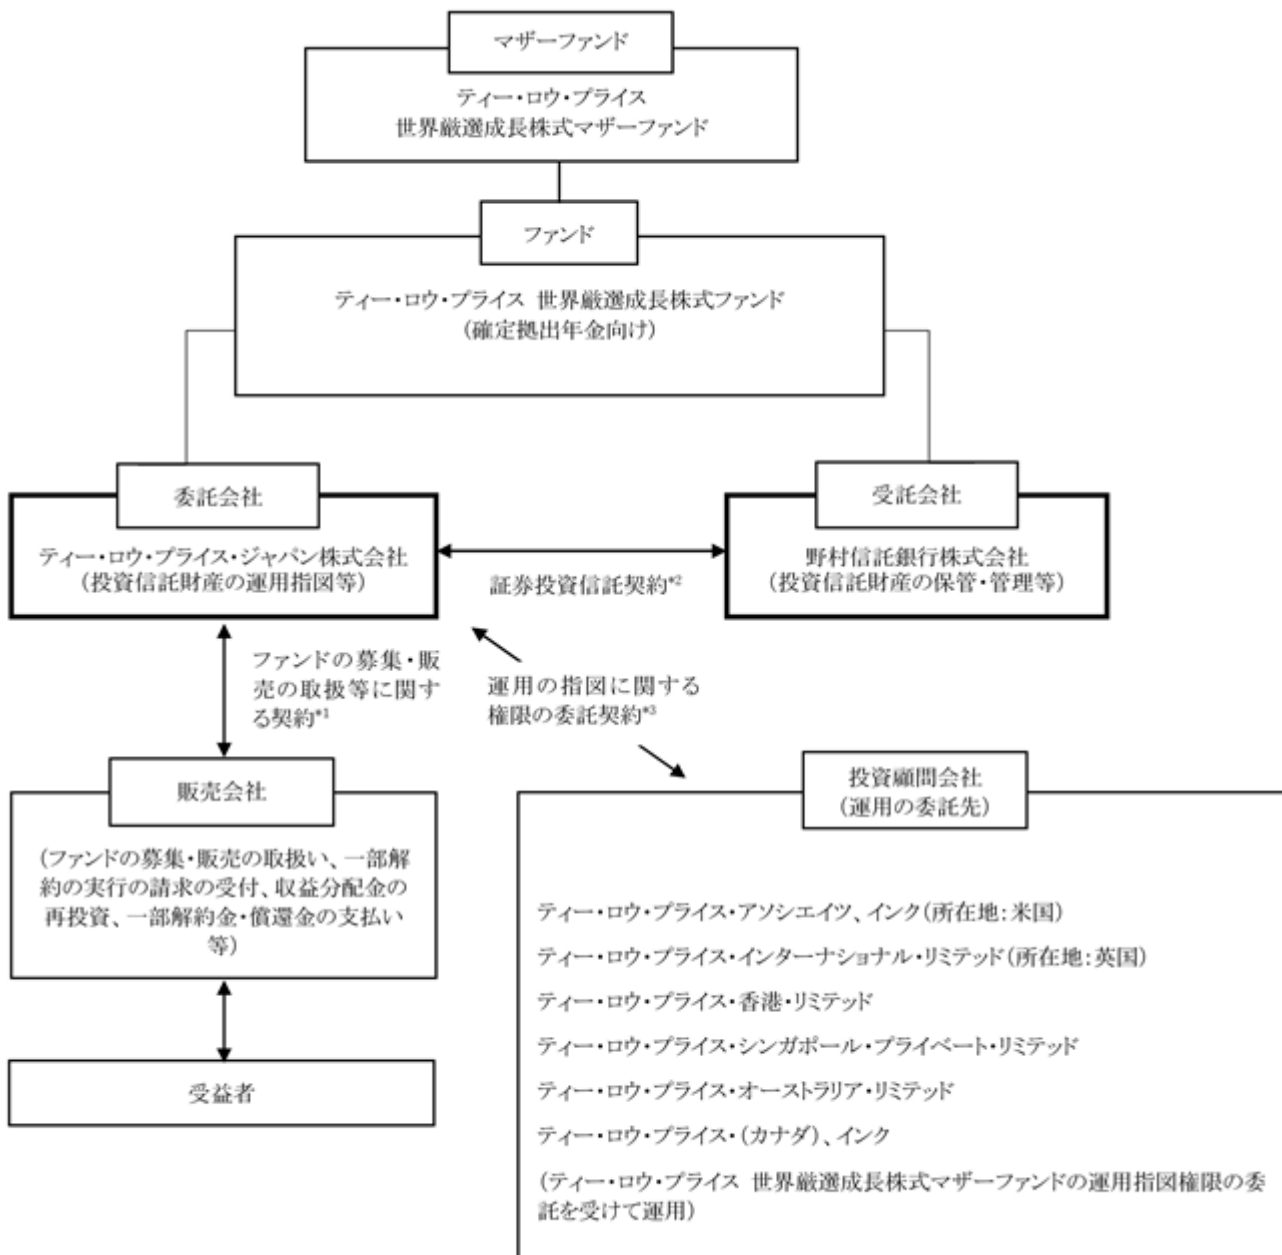 マザーファンド
ティー・ロウ・プライス
世界厳選成長株式マザーファンド
ファンド
ティー・ロウ・プライス 世界厳選成長株式ファンド
(確定拠出年金向け)
委託会社
ティー・ロウ・プライス・ジャパン株式会社
(投資信託財産の運用指図等)
証券投資信託契約*2
受託会社
野村信託銀行株式会社
(投資信託財産の保管・管理等)
ファンドの募集・販
売の取扱等に関す
る契約*1
運用の指図に関する
権限の委託契約*3
販売会社
(ファンドの募集・販売の取扱い、一部解
約の実行の請求の受付、収益分配金の
再投資、一部解約金・償還金の支払い
等)
受益者
投資顧問会社
(運用の委託先)
ティー・ロウ・プライス・アソシエイツ、インク(所在地:米国)
ティー・ロウ・プライス・インターナショナル・リミテッド(所在地:英国)
ティー・ロウ・プライス・香港・リミテッド
ティー・ロウ・プライス・シンガポール・プライベート・リミテッド
ティー・ロウ・プライス・オーストラリア・リミテッド
ティー・ロウ・プライス・(カナダ)、インク
(ティー・ロウ・プライス 世界厳選成長株式マザーファンドの運用指図権限の委
託を受けて運用)